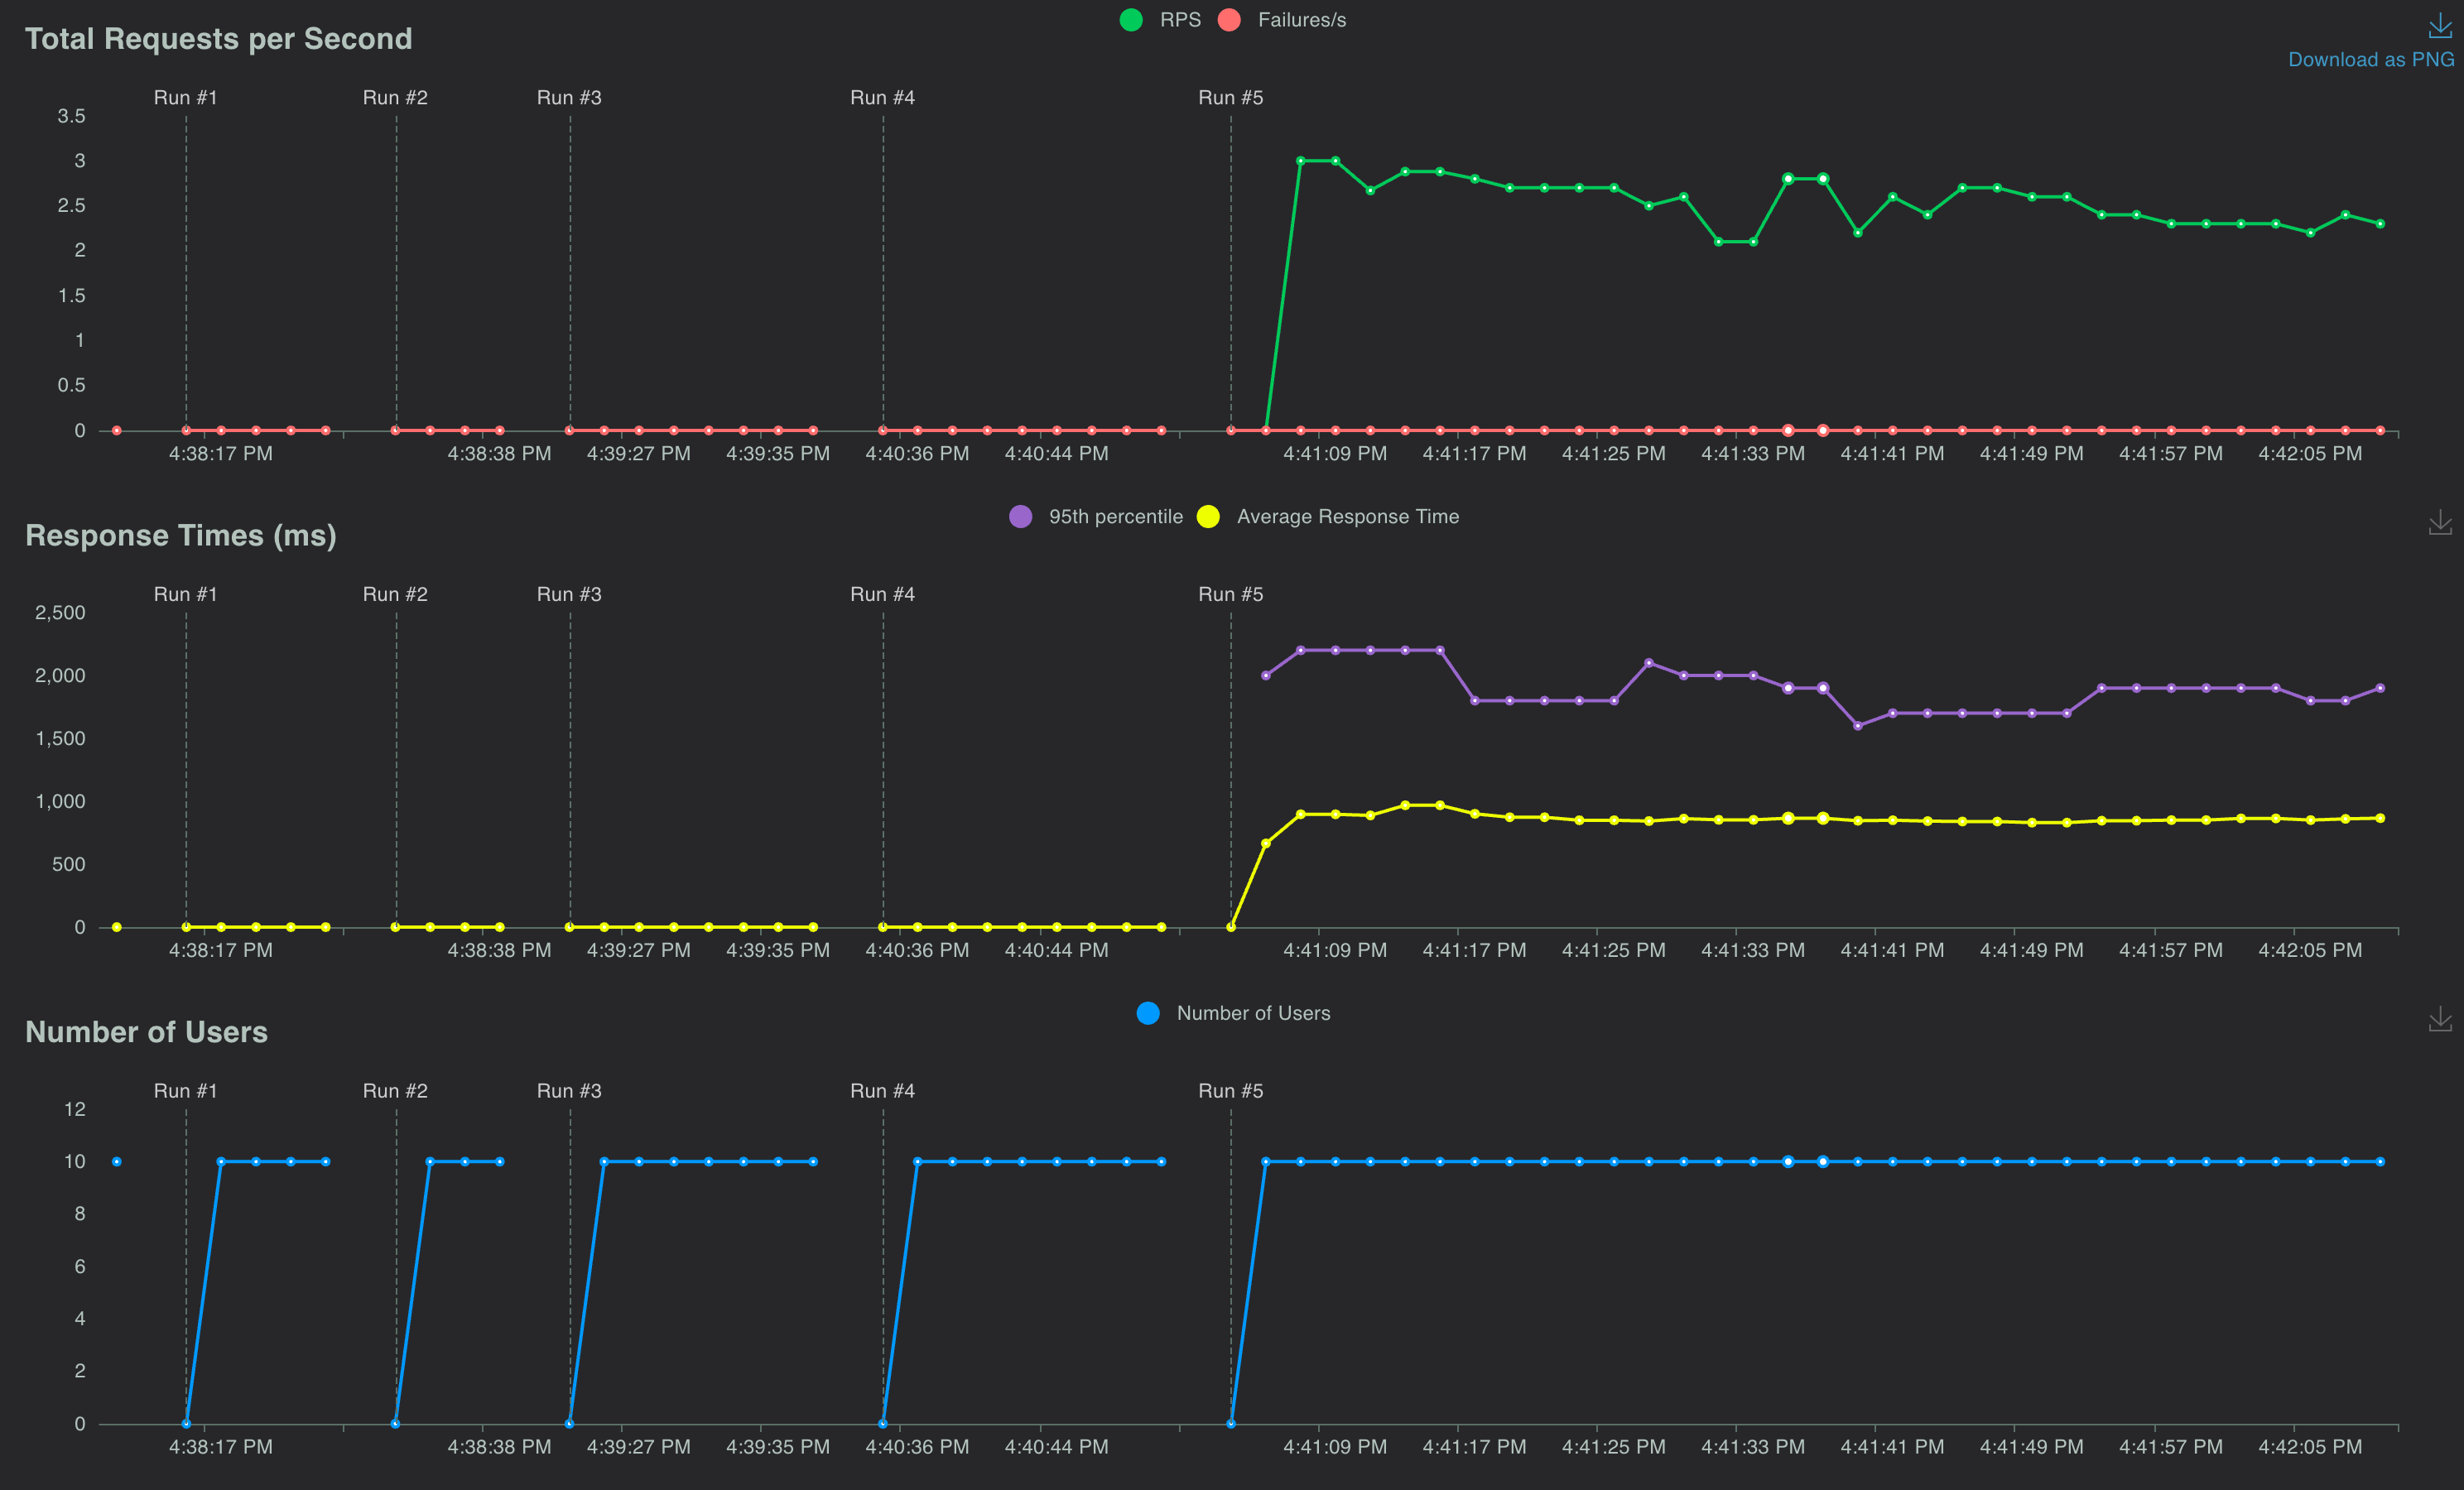 Total Requests per Second
RPS Failures/s
Download as PNG
Run #1 Run #2 Run #3 Run #4 Run #5
3.5
3
2.5
2
1.5
1
0.5
0
4:38:17 PM 4:38:38 PM 4:39:27 PM 4:39:35 PM 4:40:36 PM 4:40:44 PM 4:41:09 PM 4:41:17 PM 4:41:25 PM 4:41:33 PM 4:41:41 PM 4:41:49 PM 4:41:57 PM 4:42:05 PM
Response Times (ms)
95th percentile Average Response Time
Run #1 Run #2 Run #3 Run #4 Run #5
2,500
2,000
1,500
1,000
500
0
4:38:17 PM 4:38:38 PM 4:39:27 PM 4:39:35 PM 4:40:36 PM 4:40:44 PM 4:41:09 PM 4:41:17 PM 4:41:25 PM 4:41:33 PM 4:41:41 PM 4:41:49 PM 4:41:57 PM 4:42:05 PM
Number of Users
Number of Users
Run #1 Run #2 Run #3 Run #4 Run #5
12
10
8
6
4
2
0
4:38:17 PM 4:38:38 PM 4:39:27 PM 4:39:35 PM 4:40:36 PM 4:40:44 PM 4:41:09 PM 4:41:17 PM 4:41:25 PM 4:41:33 PM 4:41:41 PM 4:41:49 PM 4:41:57 PM 4:42:05 PM